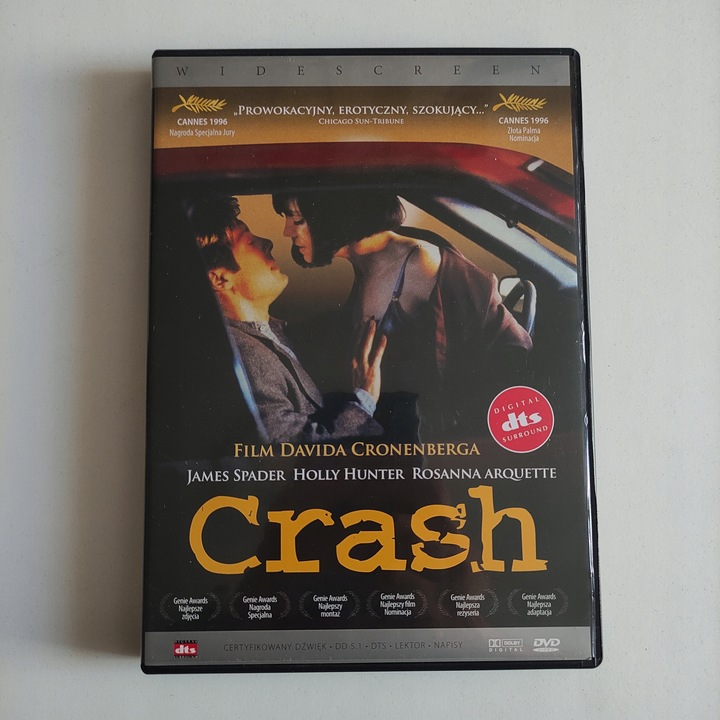 WIDESCREEN
CANNES 1996
Nagroda Specjalna Jury
„PROWOKACYJNY, EROTYCZNY, SZOKUJĄCY...”
CHICAGO SUN-TRIBUNE
CANNES 1996
Złota Palma
Nominacja
DIGITAL
dts
SURROUND
FILM DAVIDA CRONENBERGA
JAMES SPADER HOLLY HUNTER ROSANNA ARQUETTE
Crash
Genie Awards
Najlepsze
zdjęcia
Genie Awards
Nagroda
Specjalna
Genie Awards
Najlepszy
montaż
Genie Awards
Najlepszy film
Nominacja
Genie Awards
Najlepsza
reżyseria
Genie Awards
Najlepsza
adaptacja
dts
CERTYFIKOWANY DŹWIĘK • DD 5.1 • DTS • LEKTOR • NAPISY
DOLBY
DIGITAL
DVD
VIDEO